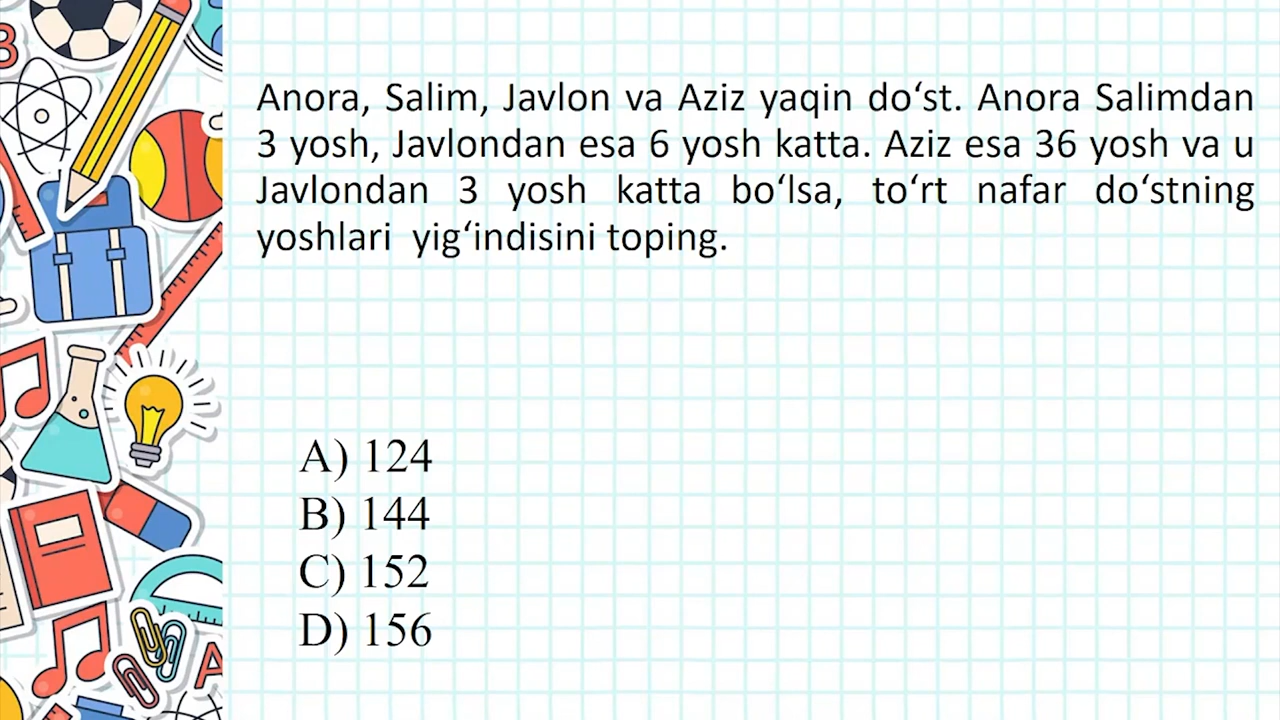 Anora, Salim, Javlon va Aziz yaqin do‘st. Anora Salimdan
3 yosh, Javlondan esa 6 yosh katta. Aziz esa 36 yosh va u
Javlondan 3 yosh katta bo‘lsa, to‘rt nafar do‘stning
yoshlari yig‘indisini toping.
A) 124
B) 144
C) 152
D) 156
B
A